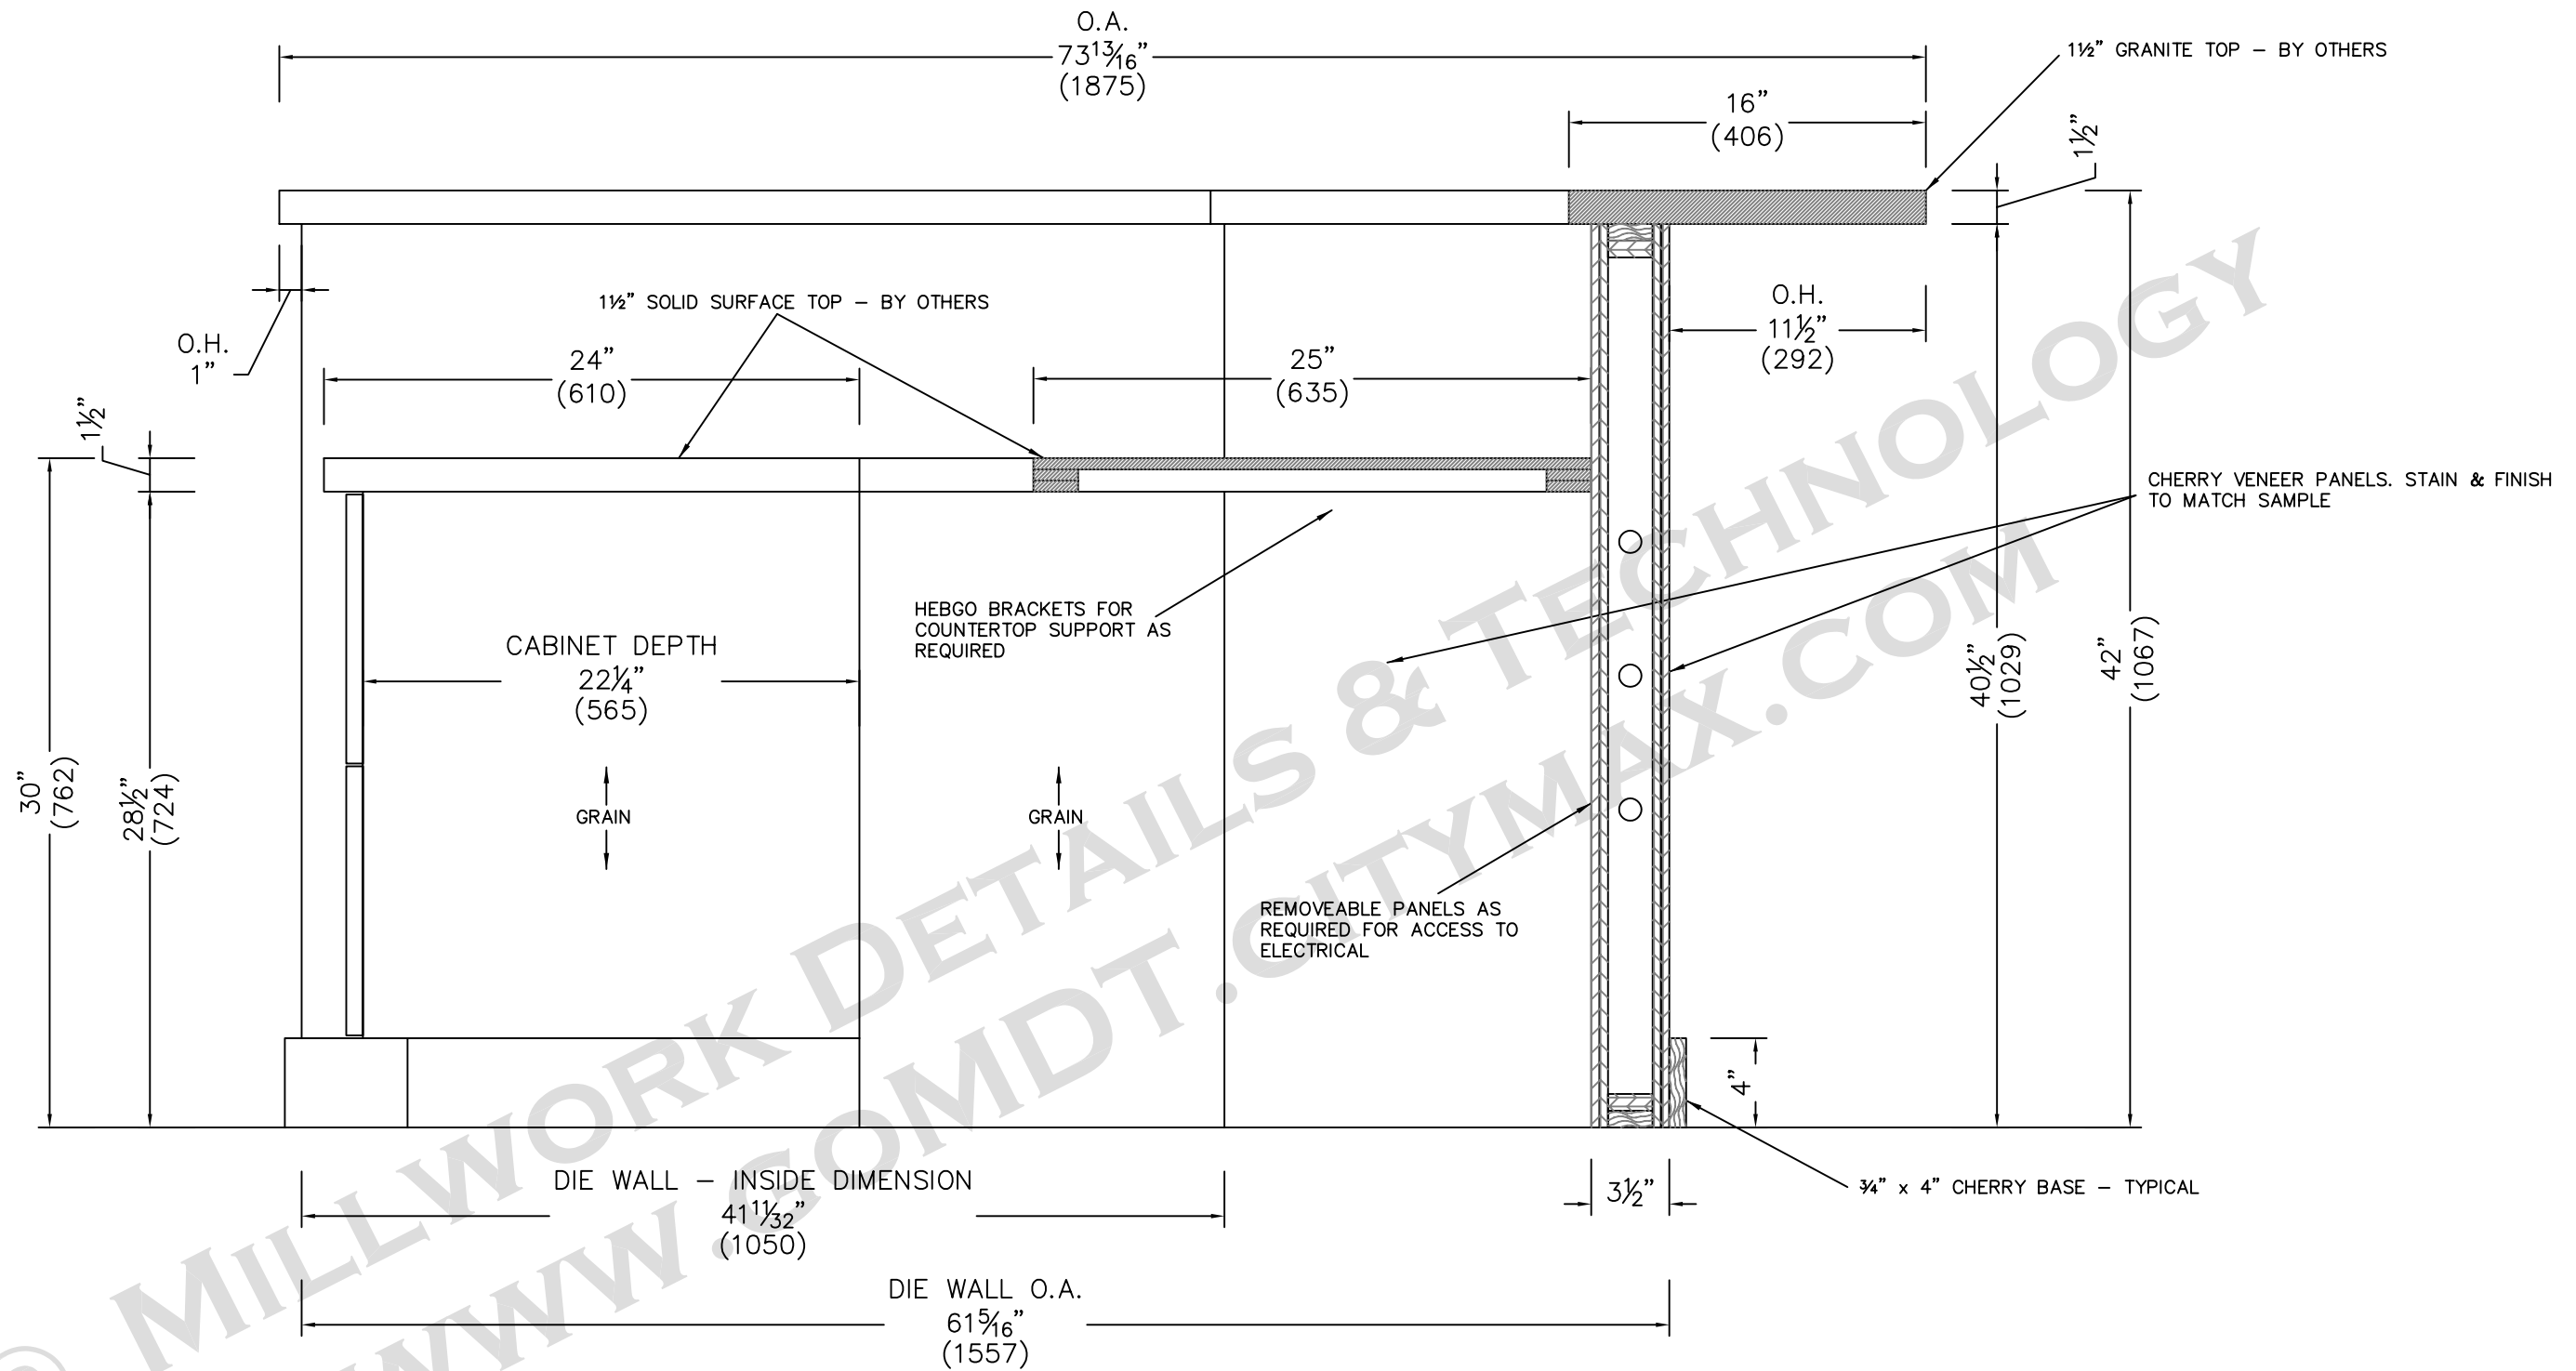 O.A.
73 13/16”
(1875)
1½” GRANITE TOP – BY OTHERS
16”
(406)
1½”
1½” SOLID SURFACE TOP – BY OTHERS
O.H.
11½”
(292)
O.H.
1”
24”
(610)
25”
(635)
1½”
CHERRY VENEER PANELS. STAIN & FINISH
TO MATCH SAMPLE
HEBGO BRACKETS FOR
COUNTERTOP SUPPORT AS
REQUIRED
CABINET DEPTH
22¼”
(565)
40½”
(1029)
42”
(1067)
30”
(762)
28½”
(724)
GRAIN
GRAIN
REMOVEABLE PANELS AS
REQUIRED FOR ACCESS TO
ELECTRICAL
4”
DIE WALL – INSIDE DIMENSION
41 11/32”
(1050)
3½”
¾” x 4” CHERRY BASE – TYPICAL
DIE WALL O.A.
61 5/16”
(1557)
© MILLWORK DETAILS & TECHNOLOGY
WWW.GOMDT.CITYMAX.COM